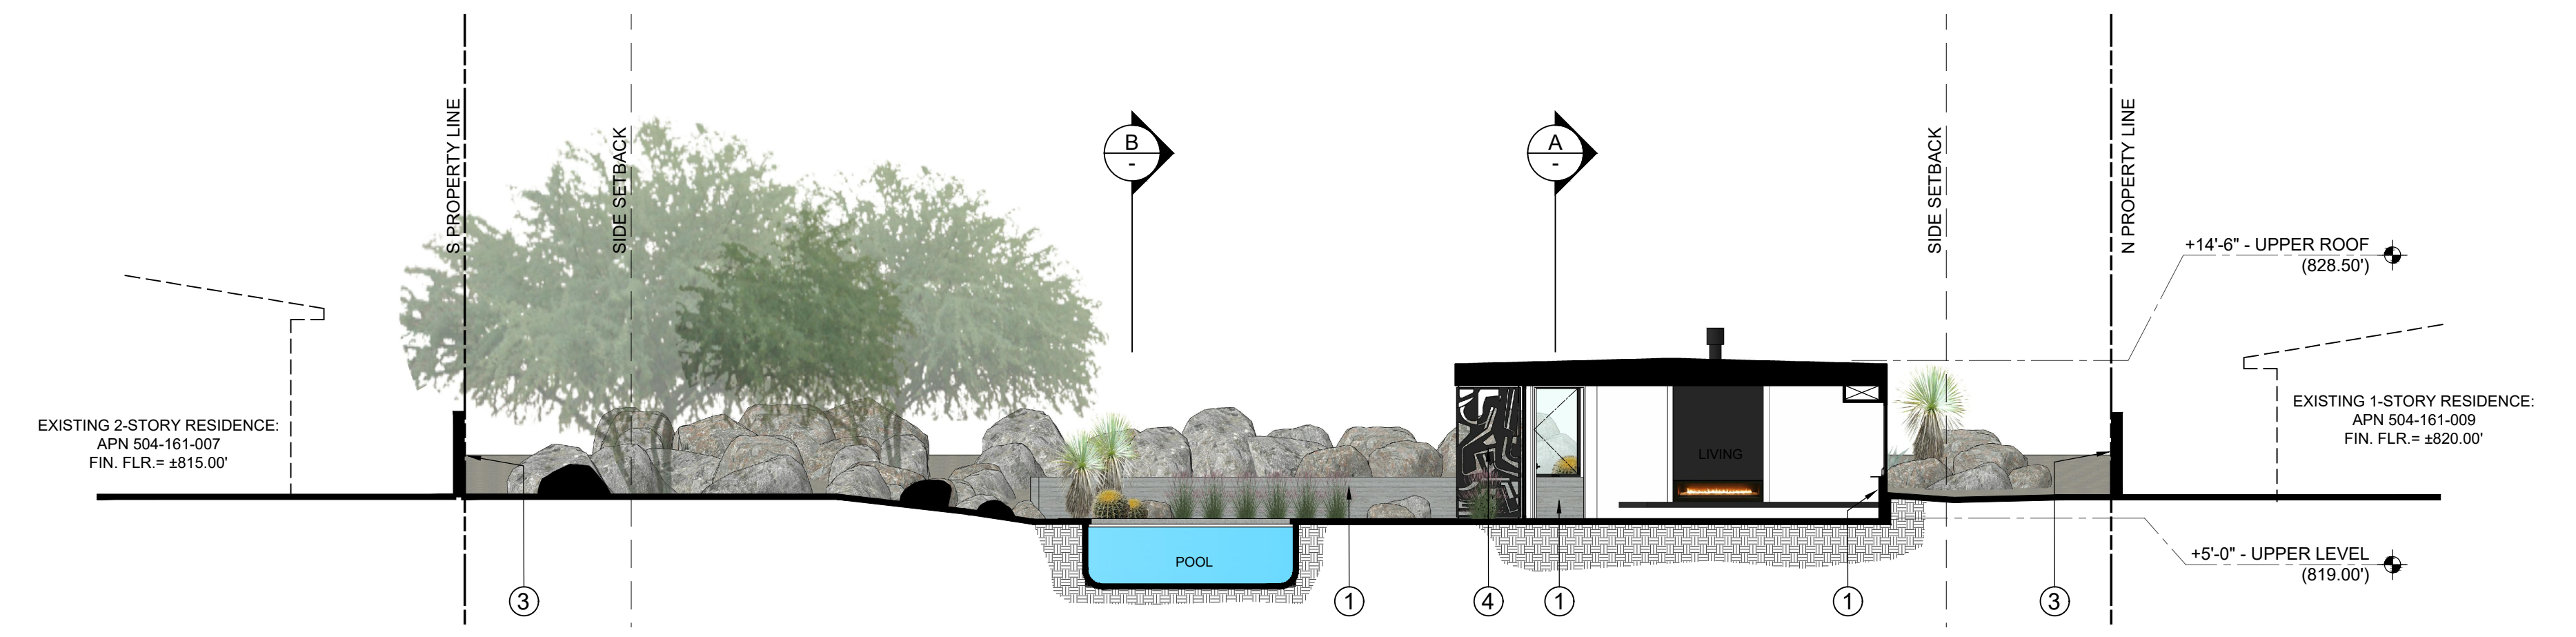 S PROPERTY LINE
SIDE SETBACK
B
-
A
-
SIDE SETBACK
N PROPERTY LINE
+14'-6" - UPPER ROOF
(828.50')
EXISTING 2-STORY RESIDENCE:
APN 504-161-007
FIN. FLR.= ±815.00'
EXISTING 1-STORY RESIDENCE:
APN 504-161-009
FIN. FLR.= ±820.00'
LIVING
POOL
+5'-0" - UPPER LEVEL
(819.00')
3
1
4
1
1
3